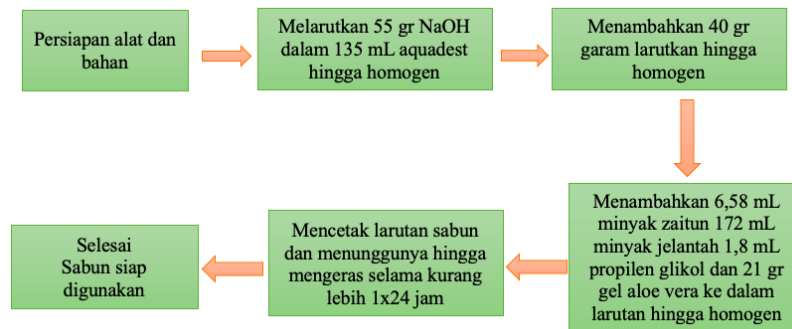 Persiapan alat dan
bahan
Melarutkan 55 gr NaOH
dalam 135 mL aquadest
hingga homogen
Menambahkan 40 gr
garam larutkan hingga
homogen
Menambahkan 6,58 mL
minyak zaitun 172 mL
minyak jelantah 1,8 mL
propilen glikol dan 21 gr
gel aloe vera ke dalam
larutan hingga homogen
Mencetak larutan sabun
dan menunggunya hingga
mengeras selama kurang
lebih 1x24 jam
Selesai
Sabun siap
digunakan